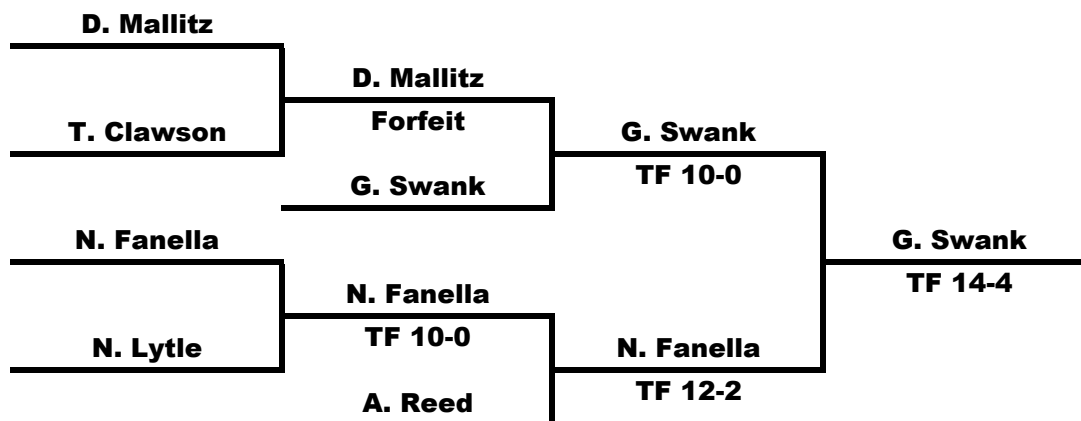 D. Mallitz
D. Mallitz
T. Clawson
Forfeit
G. Swank
G. Swank
TF 10-0
N. Fanella
G. Swank
N. Fanella
TF 14-4
N. Lytle
TF 10-0
N. Fanella
A. Reed
TF 12-2